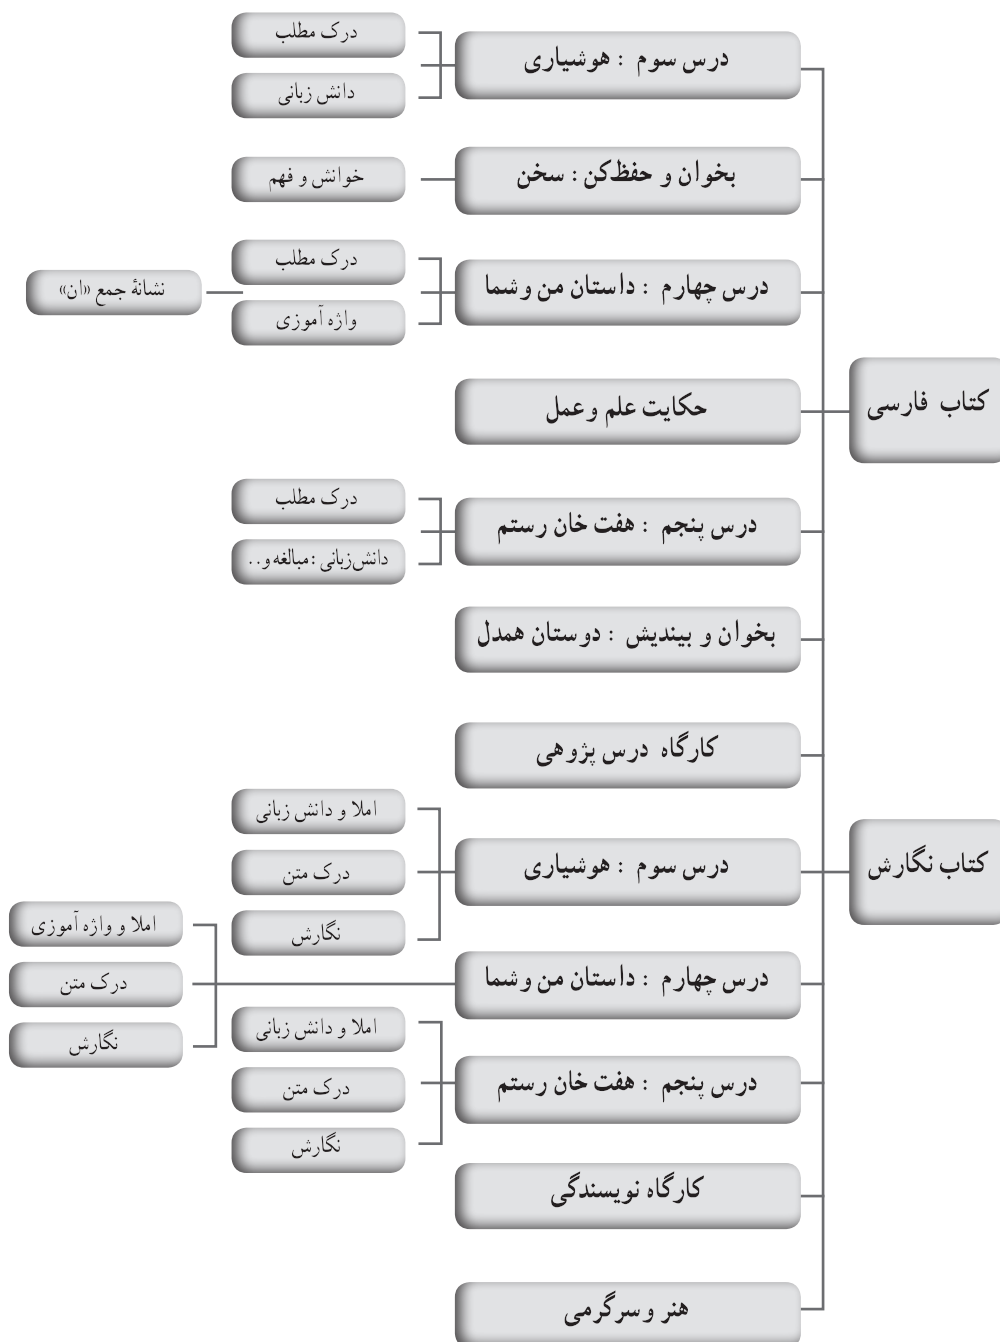 کتاب فارسی
درس سوم : هوشیاری
درک مطلب
دانش زبانی
بخوان و حفظ‌کن : سخن
خوانش و فهم
درس چهارم : داستان من و شما
درک مطلب
واژه آموزی
نشانهٔ جمع «ان»
حکایت علم و عمل
درس پنجم : هفت خان رستم
درک مطلب
دانش‌زبانی : مبالغه و..
بخوان و بیندیش : دوستان همدل
کارگاه درس پژوهی
کتاب نگارش
درس سوم : هوشیاری
املا و دانش زبانی
درک متن
نگارش
درس چهارم : داستان من و شما
املا و واژه آموزی
درک متن
نگارش
درس پنجم : هفت خان رستم
املا و دانش زبانی
درک متن
نگارش
کارگاه نویسندگی
هنر و سرگرمی